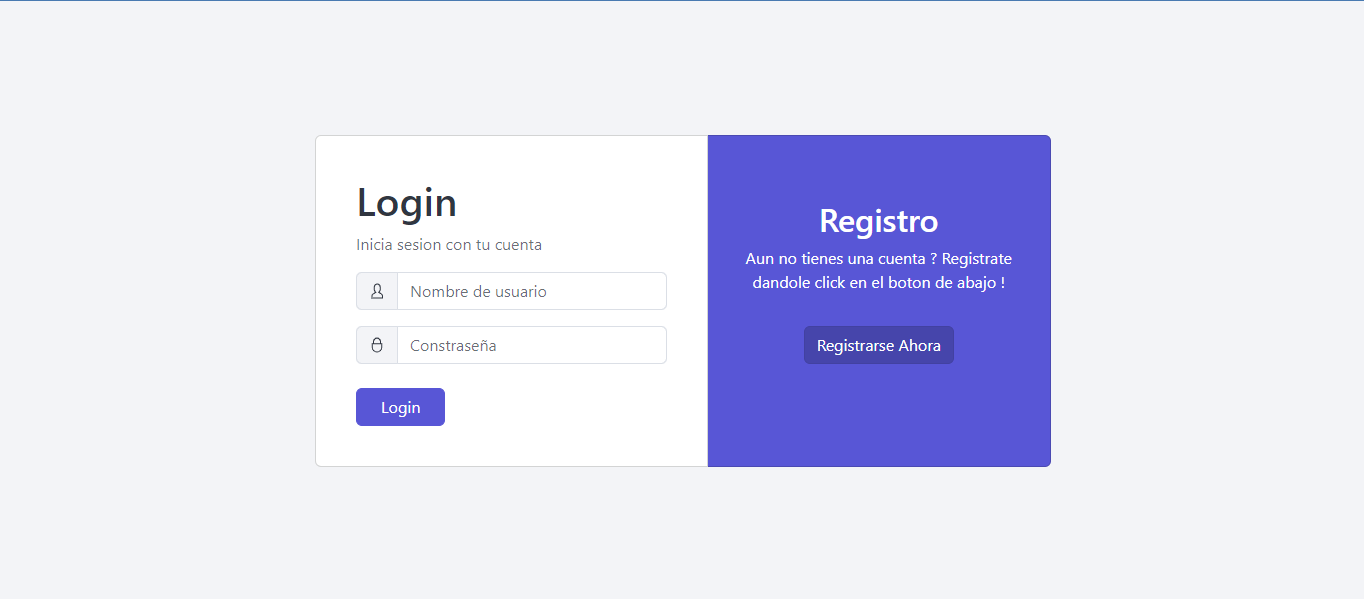 Login
Inicia sesion con tu cuenta
Nombre de usuario
Constraseña
Login
Registro
Aun no tienes una cuenta ? Registrate
dandole click en el boton de abajo !
Registrarse Ahora